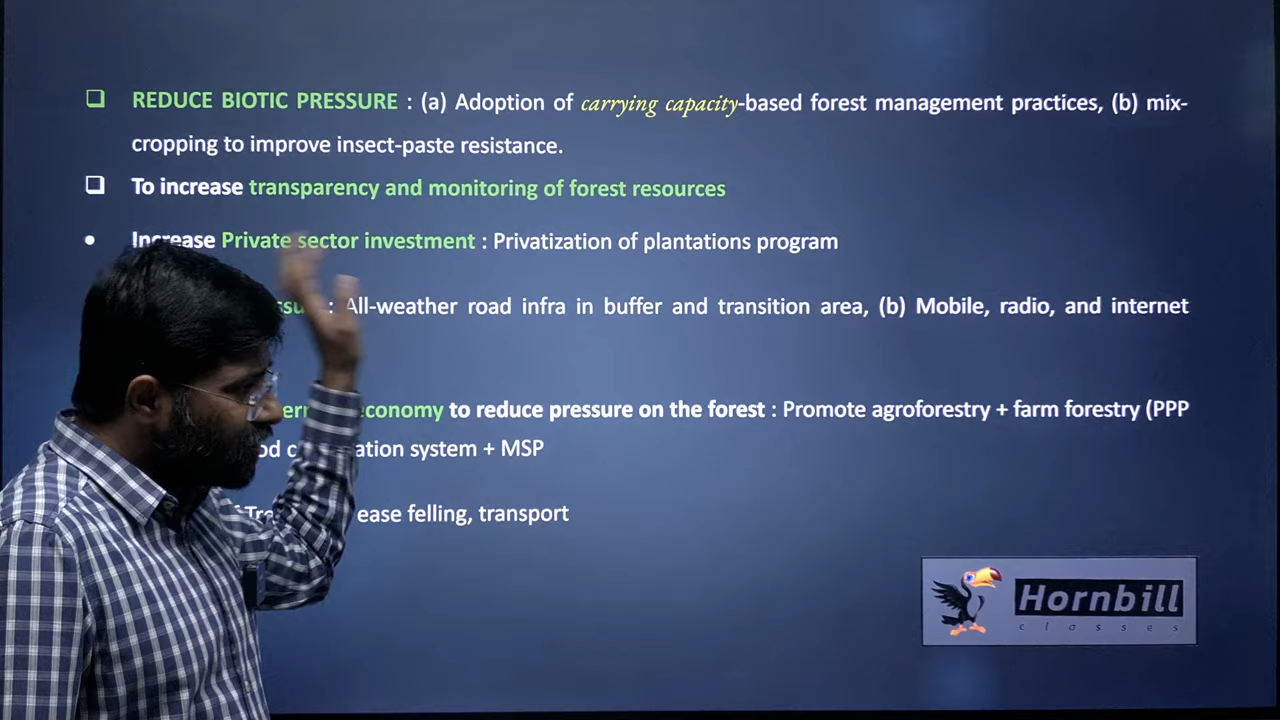 REDUCE BIOTIC PRESSURE : (a) Adoption of carrying capacity-based forest management practices, (b) mix-
cropping to improve insect-paste resistance.
To increase transparency and monitoring of forest resources
Increase Private sector investment : Privatization of plantations program
: All-weather road infra in buffer and transition area, (b) Mobile, radio, and internet
economy to reduce pressure on the forest : Promote agroforestry + farm forestry (PPP
system + MSP
ease felling, transport
Hornbill
classes